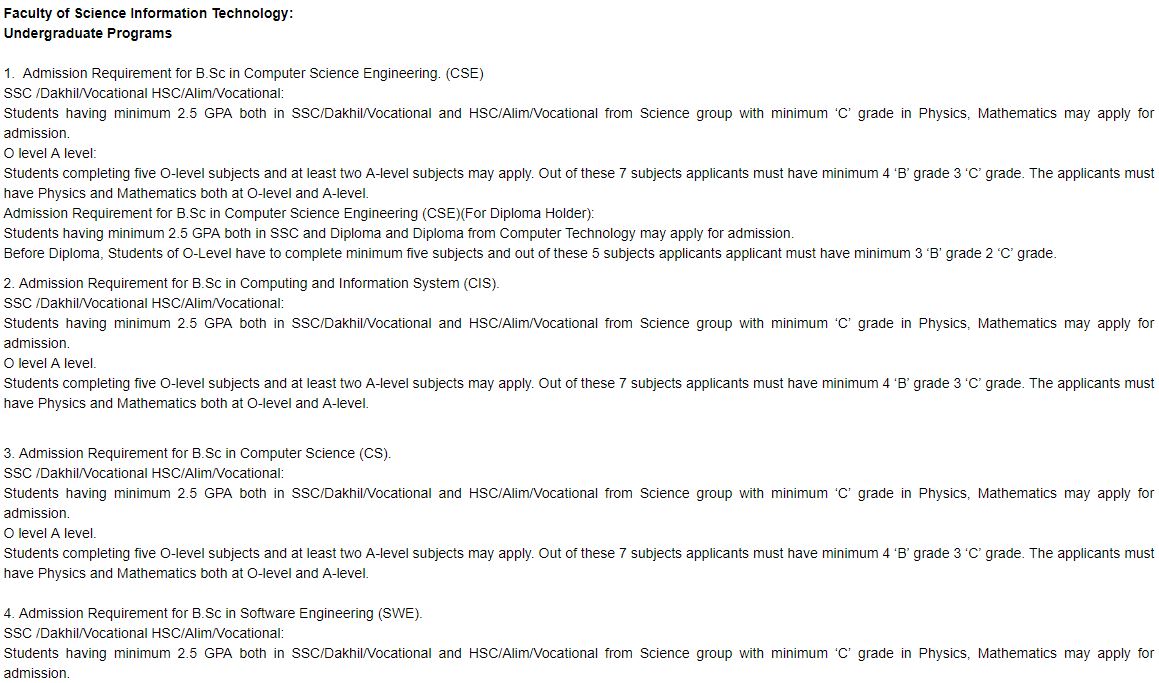 Faculty of Science Information Technology:
Undergraduate Programs
1.  Admission Requirement for B.Sc in Computer Science Engineering. (CSE)
SSC /Dakhil/Vocational HSC/Alim/Vocational:
Students having minimum 2.5 GPA both in SSC/Dakhil/Vocational and HSC/Alim/Vocational from Science group with minimum ‘C’ grade in Physics, Mathematics may apply for
admission.
O level A level:
Students completing five O-level subjects and at least two A-level subjects may apply. Out of these 7 subjects applicants must have minimum 4 ‘B’ grade 3 ‘C’ grade. The applicants must
have Physics and Mathematics both at O-level and A-level.
Admission Requirement for B.Sc in Computer Science Engineering (CSE)(For Diploma Holder):
Students having minimum 2.5 GPA both in SSC and Diploma and Diploma from Computer Technology may apply for admission.
Before Diploma, Students of O-Level have to complete minimum five subjects and out of these 5 subjects applicants applicant must have minimum 3 ‘B’ grade 2 ‘C’ grade.
2. Admission Requirement for B.Sc in Computing and Information System (CIS).
SSC /Dakhil/Vocational HSC/Alim/Vocational:
Students having minimum 2.5 GPA both in SSC/Dakhil/Vocational and HSC/Alim/Vocational from Science group with minimum ‘C’ grade in Physics, Mathematics may apply for
admission.
O level A level.
Students completing five O-level subjects and at least two A-level subjects may apply. Out of these 7 subjects applicants must have minimum 4 ‘B’ grade 3 ‘C’ grade. The applicants must
have Physics and Mathematics both at O-level and A-level.
3. Admission Requirement for B.Sc in Computer Science (CS).
SSC /Dakhil/Vocational HSC/Alim/Vocational:
Students having minimum 2.5 GPA both in SSC/Dakhil/Vocational and HSC/Alim/Vocational from Science group with minimum ‘C’ grade in Physics, Mathematics may apply for
admission.
O level A level.
Students completing five O-level subjects and at least two A-level subjects may apply. Out of these 7 subjects applicants must have minimum 4 ‘B’ grade 3 ‘C’ grade. The applicants must
have Physics and Mathematics both at O-level and A-level.
4. Admission Requirement for B.Sc in Software Engineering (SWE).
SSC /Dakhil/Vocational HSC/Alim/Vocational:
Students having minimum 2.5 GPA both in SSC/Dakhil/Vocational and HSC/Alim/Vocational from Science group with minimum ‘C’ grade in Physics, Mathematics may apply for
admission.